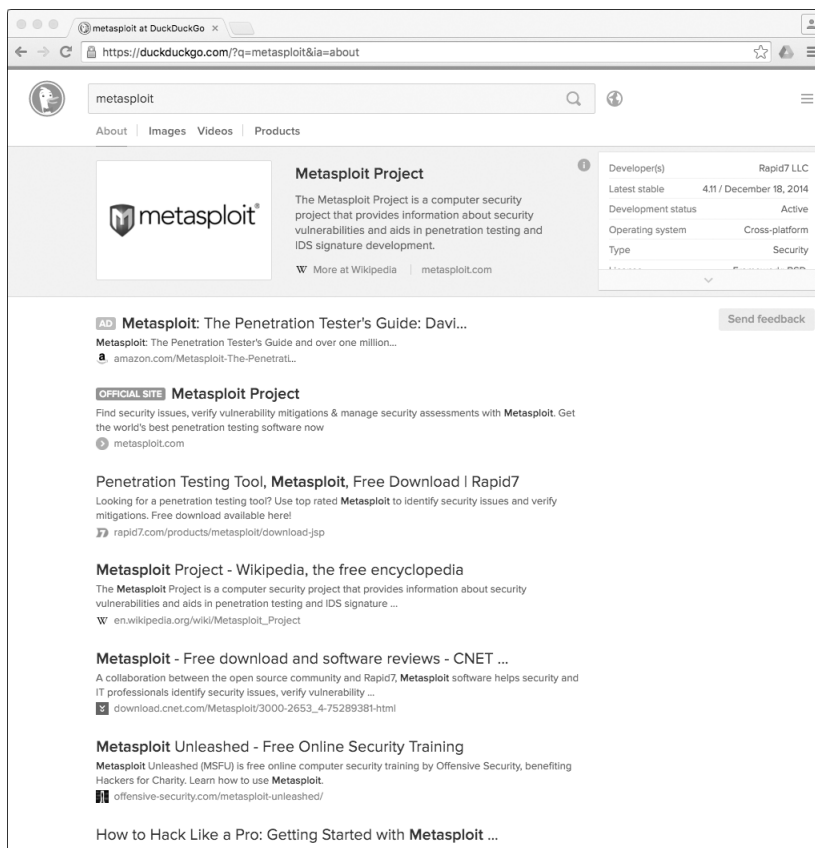 metasploit at DuckDuckGo
https://duckduckgo.com/?q=metasploit&ia=about
metasploit
About Images Videos Products
metasploit®
Metasploit Project
The Metasploit Project is a computer security
project that provides information about security
vulnerabilities and aids in penetration testing and
IDS signature development.
W More at Wikipedia metasploit.com
Developer(s) Rapid7 LLC
Latest stable 4.11 / December 18, 2014
Development status Active
Operating system Cross-platform
Type Security
Send feedback
AD Metasploit: The Penetration Tester's Guide: Davi...
Metasploit: The Penetration Tester's Guide and over one million...
a amazon.com/Metasploit-The-Penetrati...
OFFICIAL SITE Metasploit Project
Find security issues, verify vulnerability mitigations & manage security assessments with Metasploit. Get
the world's best penetration testing software now
metasploit.com
Penetration Testing Tool, Metasploit, Free Download | Rapid7
Looking for a penetration testing tool? Use top rated Metasploit to identify security issues and verify
mitigations. Free download available here!
rapid7.com/products/metasploit/download-jsp
Metasploit Project - Wikipedia, the free encyclopedia
The Metasploit Project is a computer security project that provides information about security
vulnerabilities and aids in penetration testing and IDS signature ...
W en.wikipedia.org/wiki/Metasploit_Project
Metasploit - Free download and software reviews - CNET ...
A collaboration between the open source community and Rapid7, Metasploit software helps security and
IT professionals identify security issues, verify vulnerability ...
download.cnet.com/Metasploit/3000-2653_4-75289381-html
Metasploit Unleashed - Free Online Security Training
Metasploit Unleashed (MSFU) is free online computer security training by Offensive Security, benefiting
Hackers for Charity. Learn how to use Metasploit.
offensive-security.com/metasploit-unleashed/
How to Hack Like a Pro: Getting Started with Metasploit ...